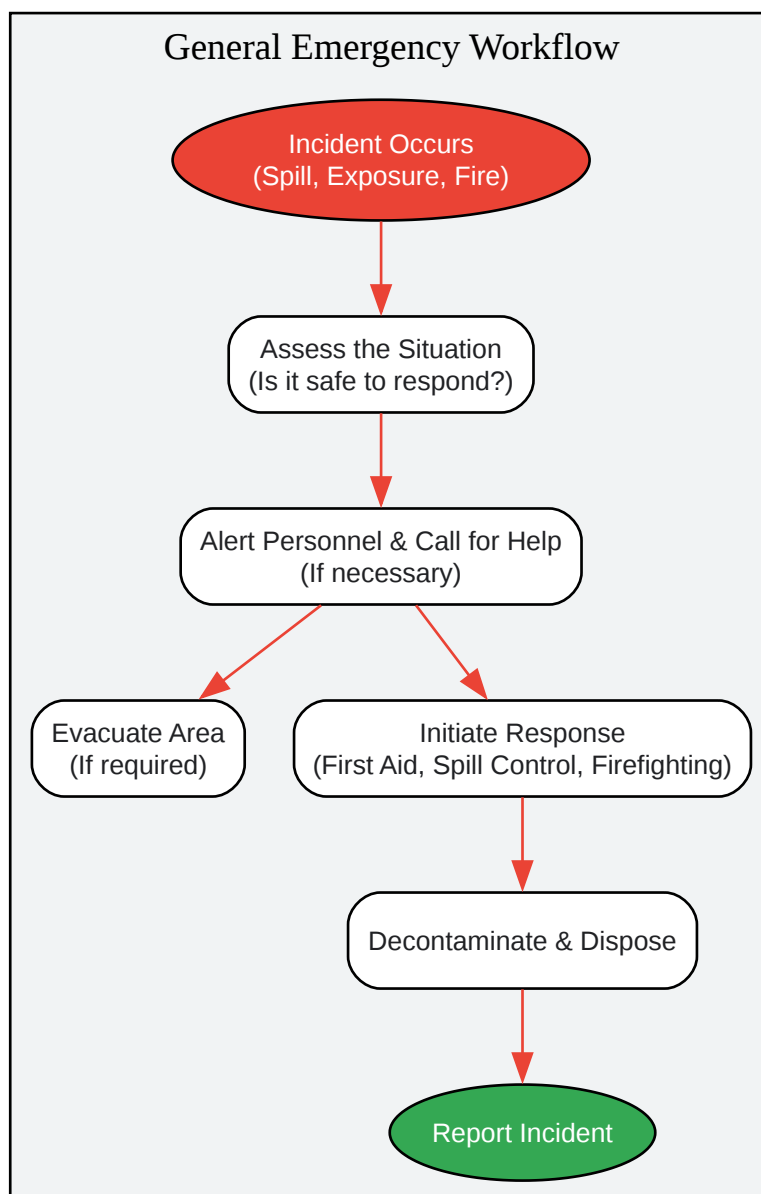 General Emergency Workflow
Incident Occurs
(Spill, Exposure, Fire)
Assess the Situation
(Is it safe to respond?)
Alert Personnel & Call for Help
(If necessary)
Evacuate Area
(If required)
Initiate Response
(First Aid, Spill Control, Firefighting)
Decontaminate & Dispose
Report Incident